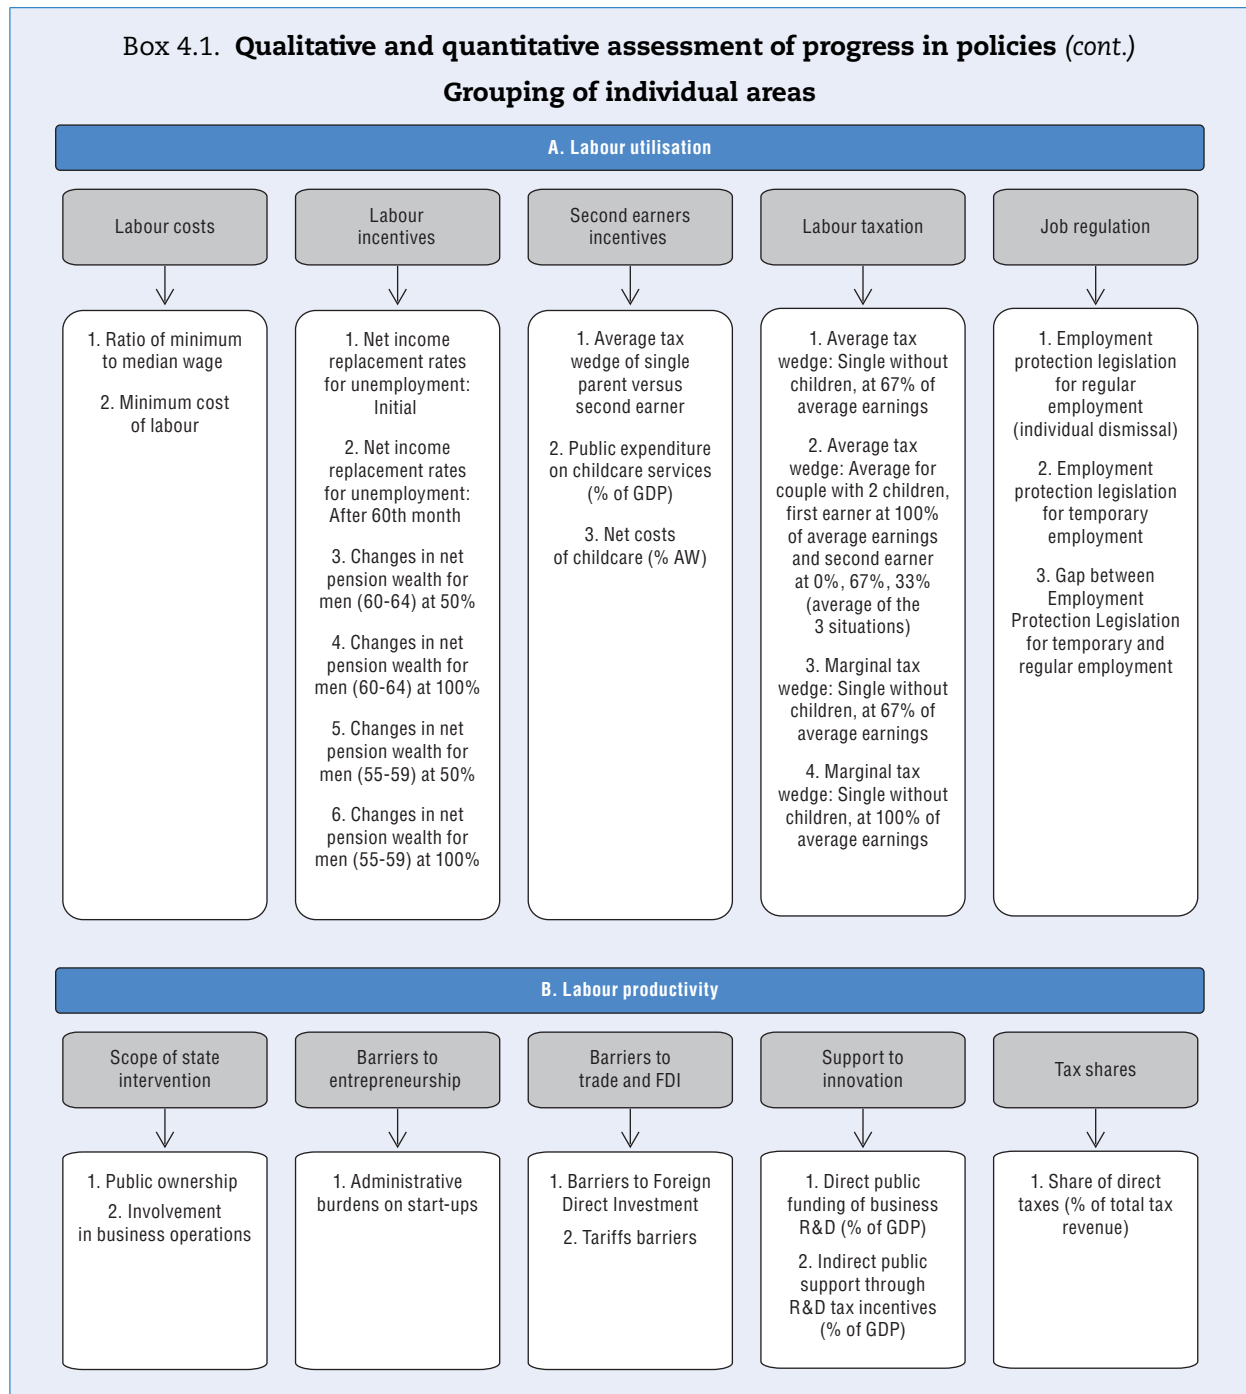 Box 4.1. Qualitative and quantitative assessment of progress in policies (cont.)
Grouping of individual areas
A. Labour utilisation
Labour costs
1. Ratio of minimum
to median wage
2. Minimum cost
of labour
Labour
incentives
1. Net income
replacement rates
for unemployment:
Initial
2. Net income
replacement rates
for unemployment:
After 60th month
3. Changes in net
pension wealth for
men (60-64) at 50%
4. Changes in net
pension wealth for
men (60-64) at 100%
5. Changes in net
pension wealth for
men (55-59) at 50%
6. Changes in net
pension wealth for
men (55-59) at 100%
Second earners
incentives
1. Average tax
wedge of single
parent versus
second earner
2. Public expenditure
on childcare services
(% of GDP)
3. Net costs
of childcare (% AW)
Labour taxation
1. Average tax
wedge: Single without
children, at 67% of
average earnings
2. Average tax
wedge: Average for
couple with 2 children,
first earner at 100%
of average earnings
and second earner
at 0%, 67%, 33%
(average of the
3 situations)
3. Marginal tax
wedge: Single without
children, at 67% of
average earnings
4. Marginal tax
wedge: Single without
children, at 100% of
average earnings
Job regulation
1. Employment
protection legislation
for regular
employment
(individual dismissal)
2. Employment
protection legislation
for temporary
employment
3. Gap between
Employment
Protection Legislation
for temporary and
regular employment
B. Labour productivity
Scope of state
intervention
1. Public ownership
2. Involvement
in business operations
Barriers to
entrepreneurship
1. Administrative
burdens on start-ups
Barriers to
trade and FDI
1. Barriers to Foreign
Direct Investment
2. Tariffs barriers
Support to
innovation
1. Direct public
funding of business
R&D (% of GDP)
2. Indirect public
support through
R&D tax incentives
(% of GDP)
Tax shares
1. Share of direct
taxes (% of total tax
revenue)